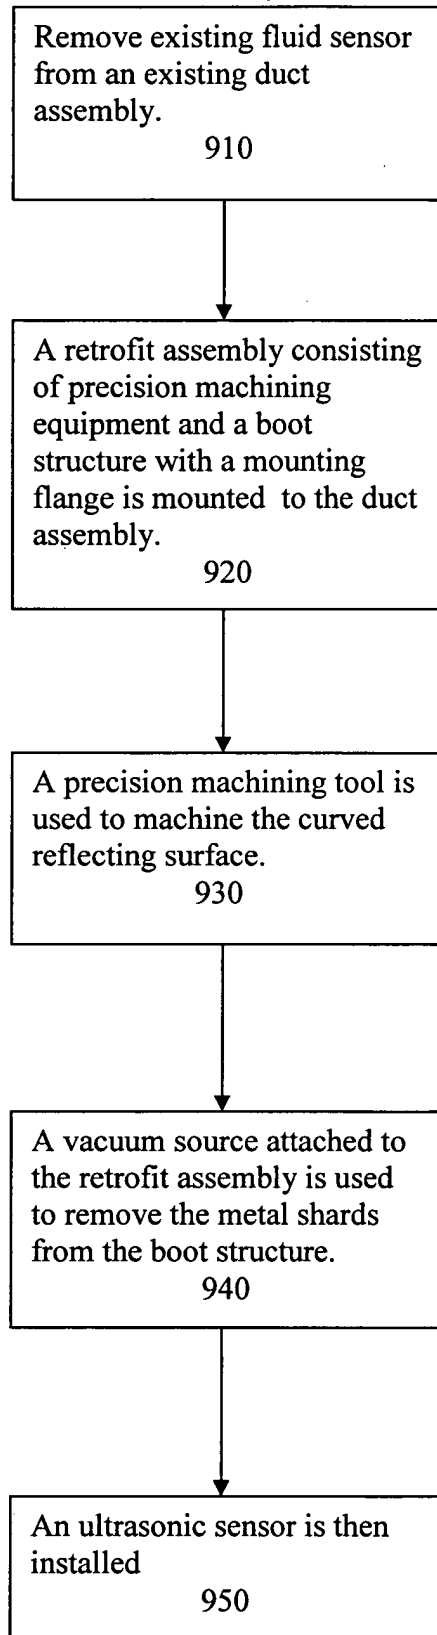 Remove existing fluid sensor
from an existing duct
assembly.
910
A retrofit assembly consisting
of precision machining
equipment and a boot
structure with a mounting
flange is mounted to the duct
assembly.
920
A precision machining tool is
used to machine the curved
reflecting surface.
930
A vacuum source attached to
the retrofit assembly is used
to remove the metal shards
from the boot structure.
940
An ultrasonic sensor is then
installed
950